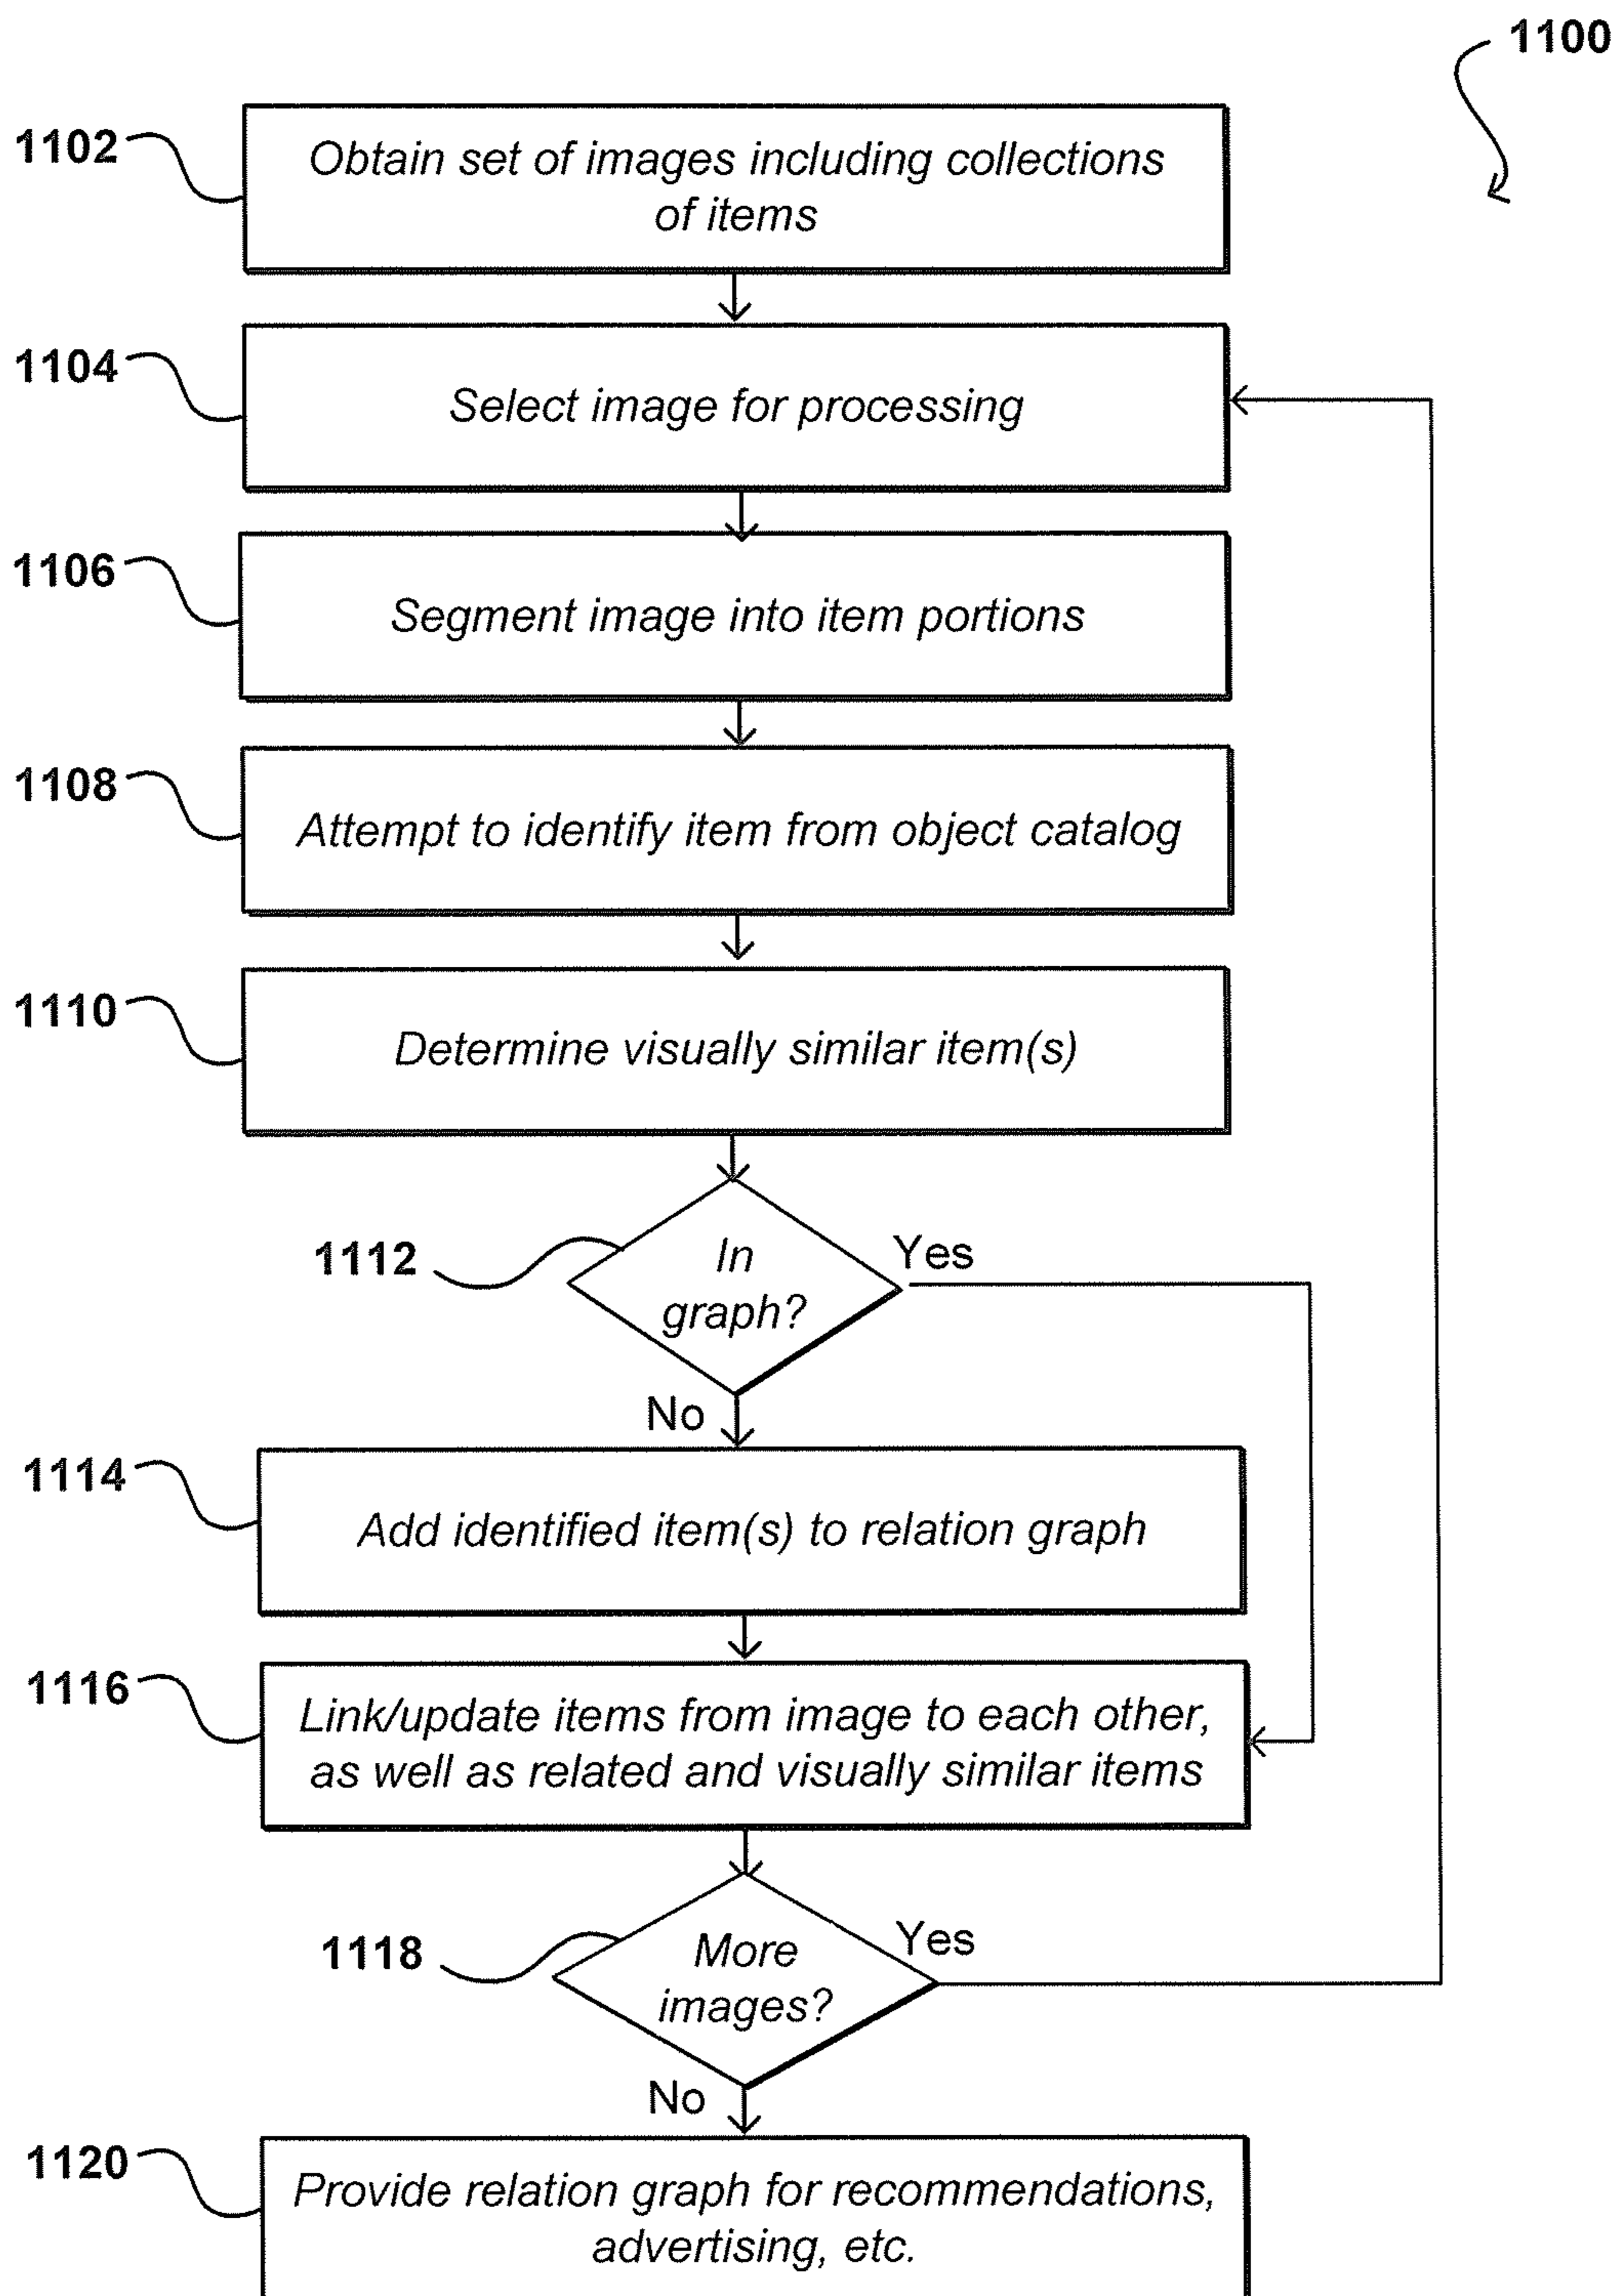 1100
1102
Obtain set of images including collections
of items
1104
Select image for processing
1106
Segment image into item portions
1108
Attempt to identify item from object catalog
1110
Determine visually similar item(s)
1112
In
graph?
Yes
No
1114
Add identified item(s) to relation graph
1116
Link/update items from image to each other,
as well as related and visually similar items
1118
More
images?
Yes
No
1120
Provide relation graph for recommendations,
advertising, etc.